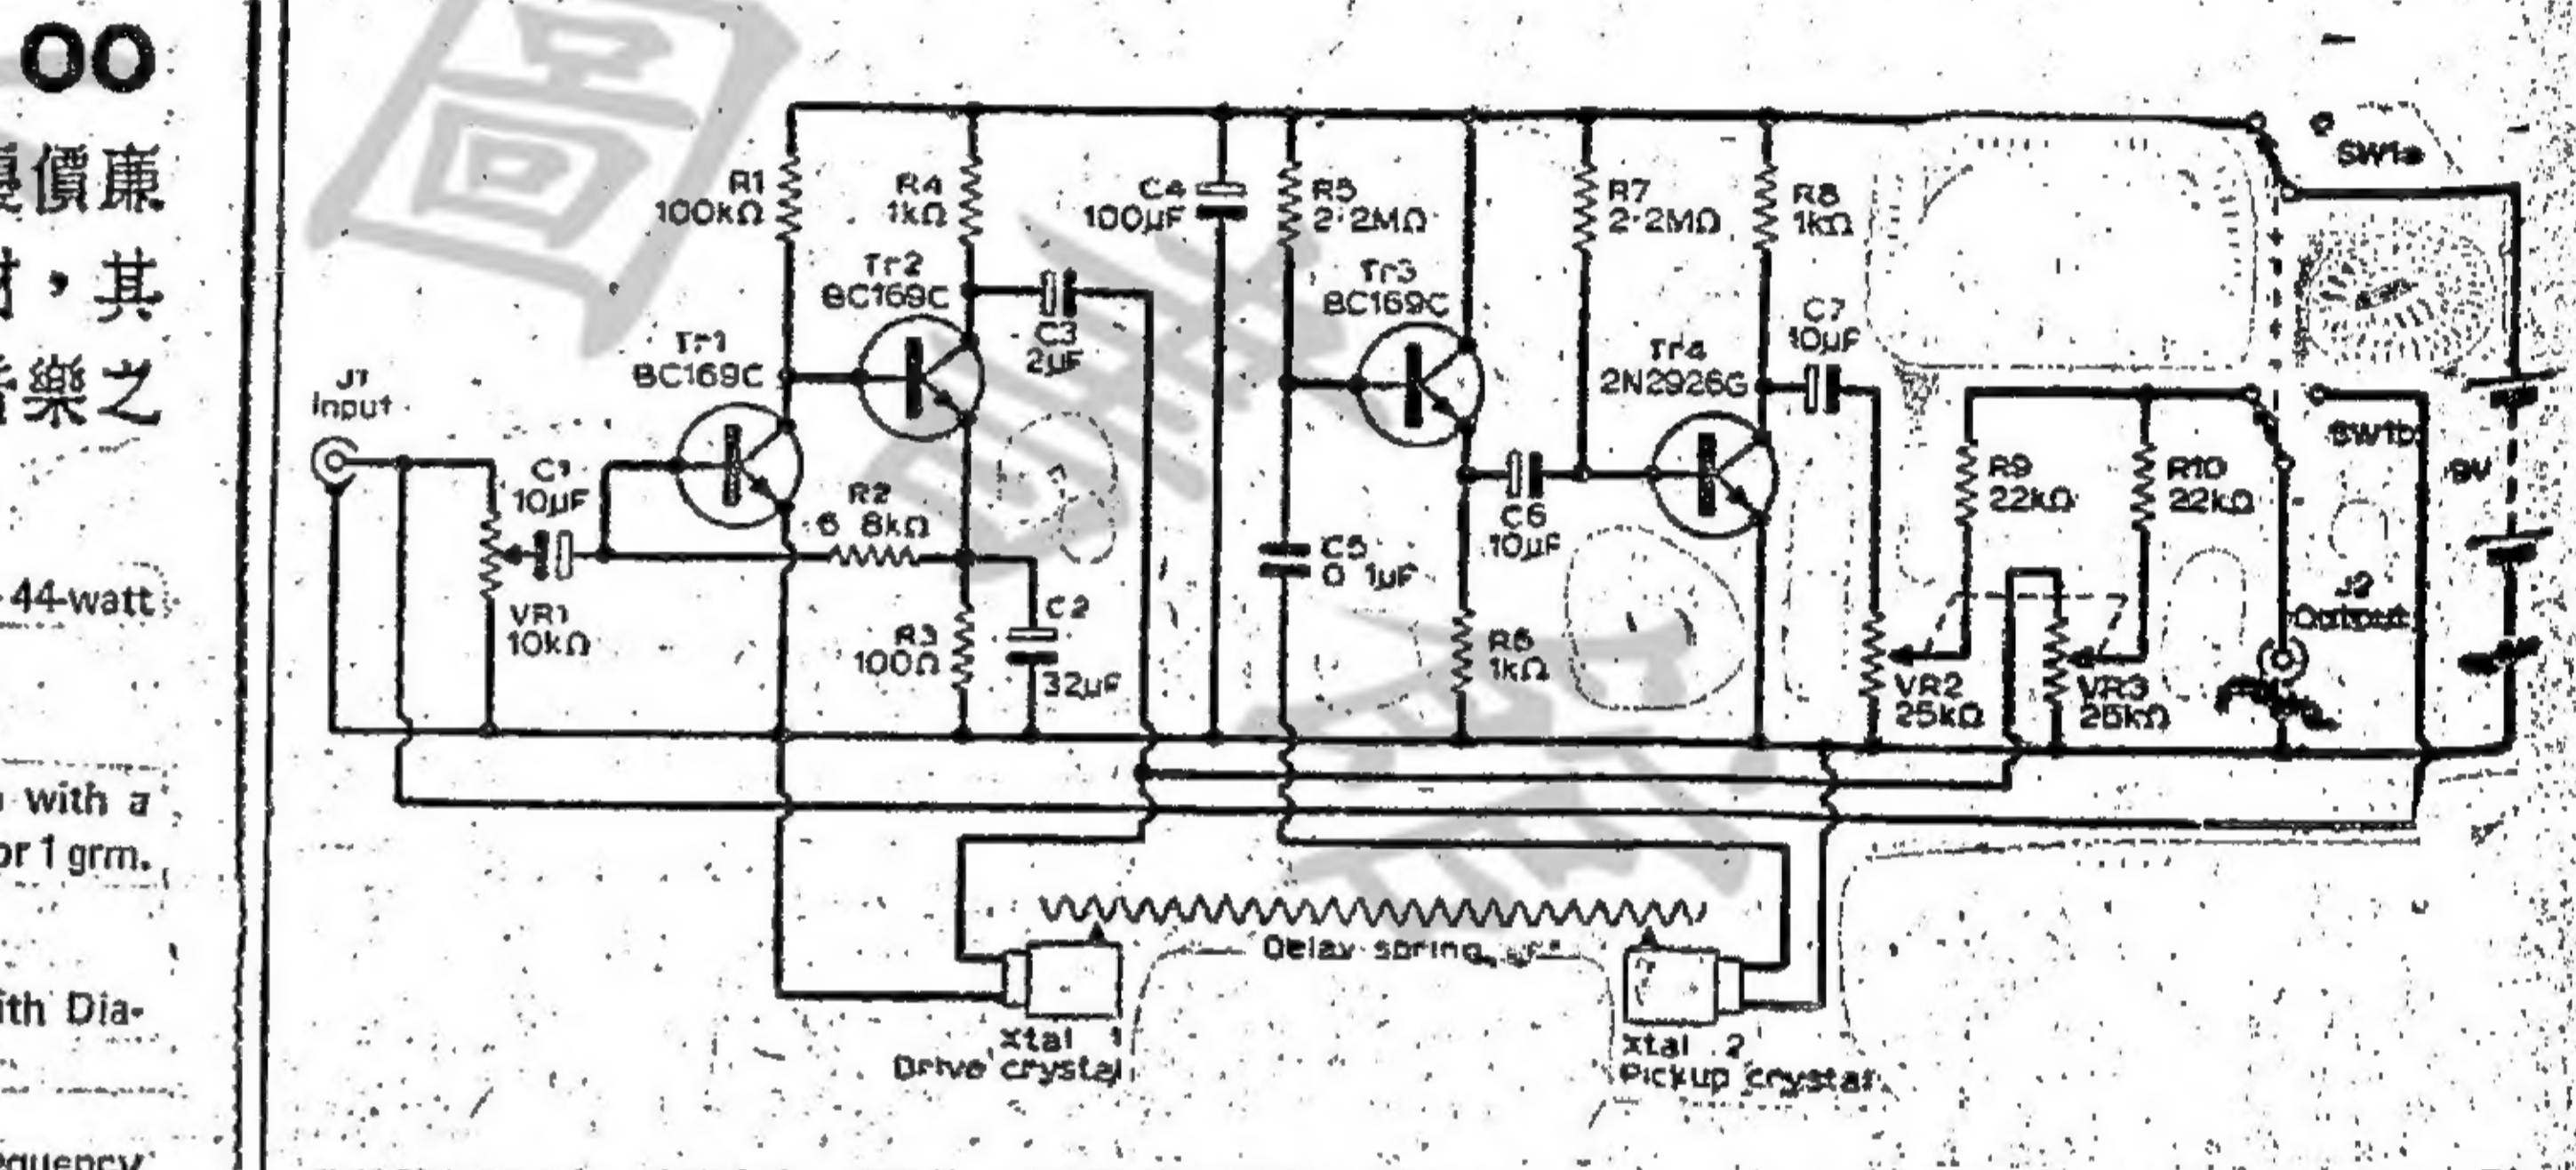 OO
價廉
，其
樂之
44-watt
with a
or 1 grm.
ith Dia-
equency
圖
J1
Input
C1
10µF
VR1
10kΩ
R1
100kΩ
Tr1
BC169C
R4
1kΩ
Tr2
BC169C
C3
2µF
R2
6 8kΩ
R3
100Ω
C2
32µF
C4
100µF
R5
2·2MΩ
Tr3
BC169C
C5
0 1µF
C6
10µF
R6
1kΩ
R7
2·2MΩ
R8
1kΩ
Tr4
2N2926G
C7
10µF
R9
22kΩ
R10
22kΩ
VR2
25kΩ
VR3
25kΩ
SW1a
SW1b
9V
J2
Output
Delay spring
Xtal 1
Drive crystal
Xtal 2
Pickup crystal